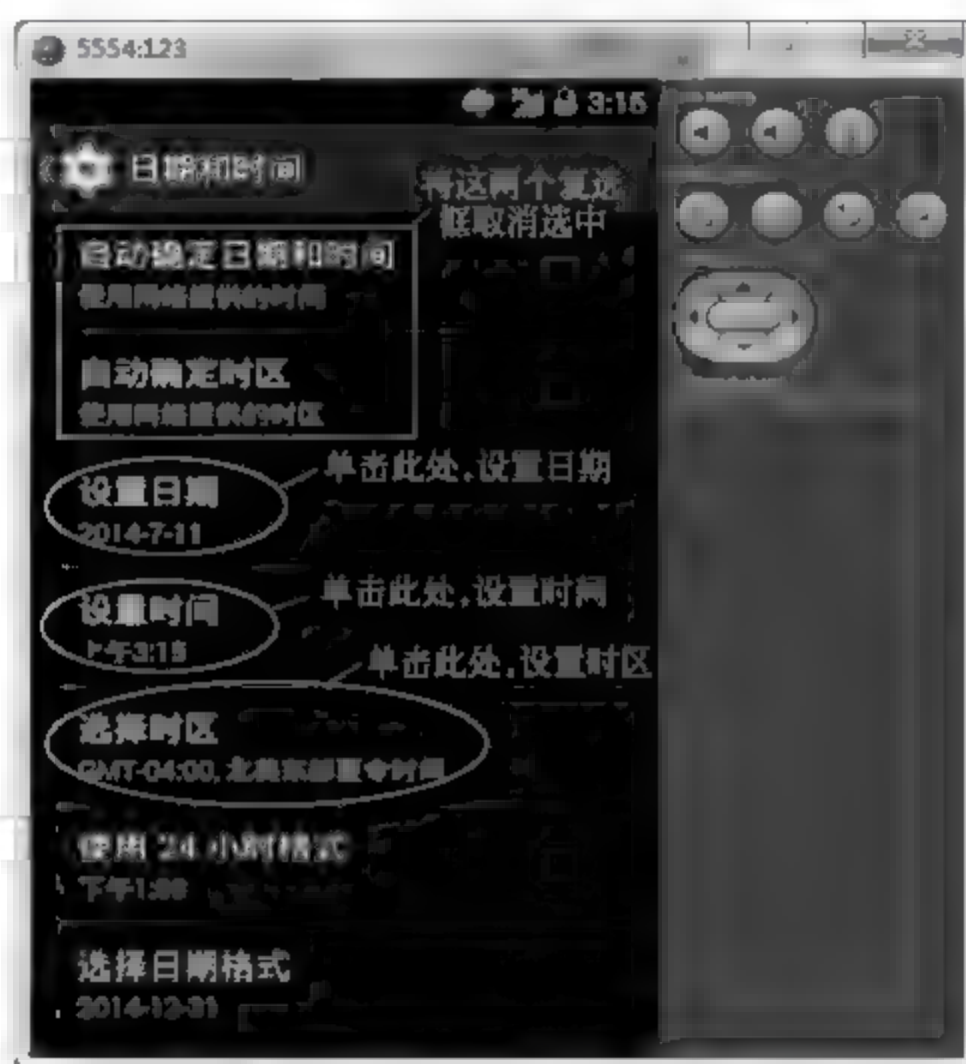 5554:123
3:15
日期和时间
将这两个复选
框取消选中
自动确定日期和时间
使用网络提供的时间
自动确定时区
使用网络提供的时区
单击此处,设置日期
设置日期
2014-7-11
单击此处,设置时间
设置时间
上午3:15
单击此处,设置时区
选择时区
GMT-04:00, 北美东部夏令时间
使用 24 小时格式
下午1:00
选择日期格式
2014-12-31